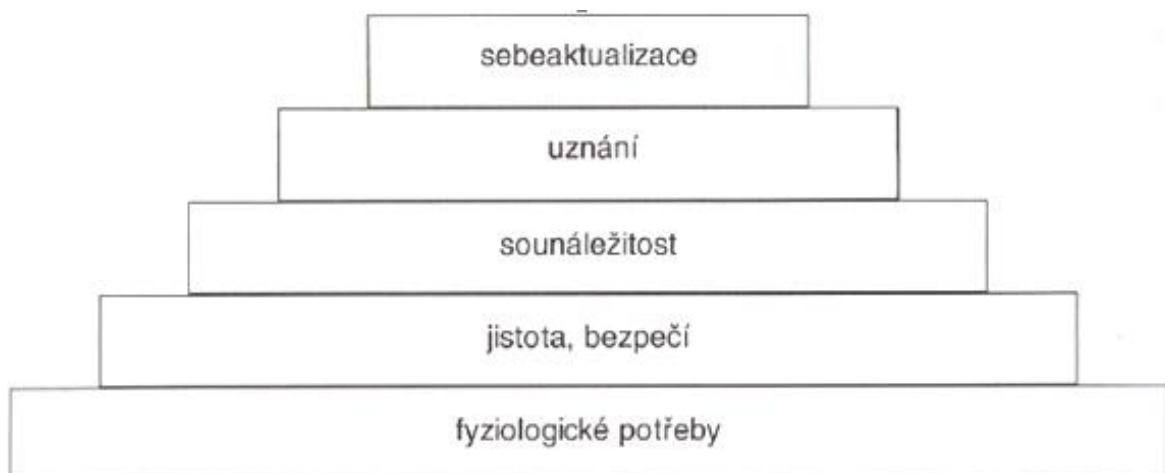 sebeaktualizace
uznání
sounáležitost
jistota, bezpečí
fyziologické potřeby